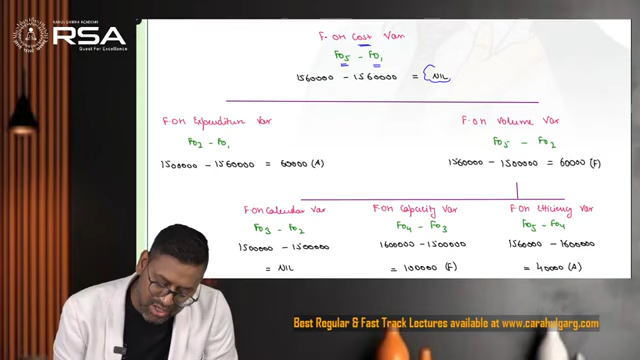 RAHUL GARG'S ACADEMY
RSA
Quest For Excellence
F.OH Cost Var
FO5 - FO1
1560000 - 1560000 = NIL
F.OH Expenditure Var
FO2 - FO1
1500000 - 1560000 = 60000 (A)
F.OH Volume Var
FO5 - FO2
1560000 - 1500000 = 60000 (F)
F.OH Calendar Var
FO3 - FO2
1500000 - 1500000
= NIL
F.OH Capacity Var
FO4 - FO3
1600000 - 1500000
= 100000 (F)
F.OH Efficiency Var
FO5 - FO4
1560000 - 1600000
= 40000 (A)
Best Regular & Fast Track Lectures available at www.carahulgarg.com